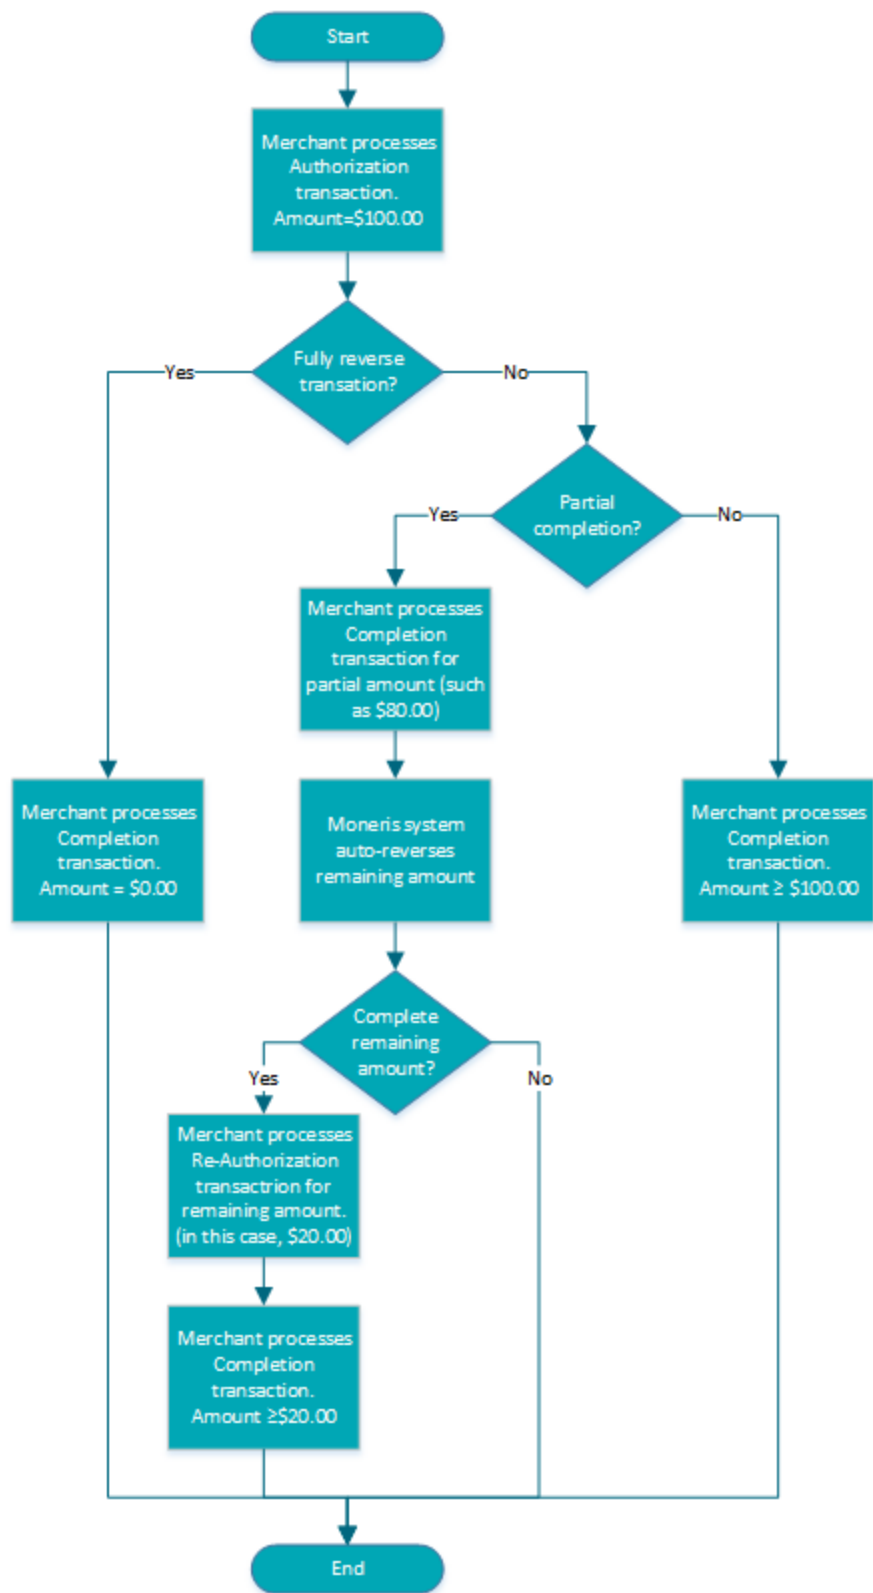 Start
Merchant processes
Authorization
transaction.
Amount=$100.00
Fully reverse
transation?
Yes
No
Partial
completion?
Yes
No
Merchant processes
Completion
transaction for
partial amount (such
as $80.00)
Merchant processes
Completion
transaction.
Amount = $0.00
Moneris system
auto-reverses
remaining amount
Merchant processes
Completion
transaction.
Amount ≥ $100.00
Complete
remaining
amount?
Yes
No
Merchant processes
Re-Authorization
transactrion for
remaining amount.
(in this case, $20.00)
Merchant processes
Completion
transaction.
Amount ≥$20.00
End